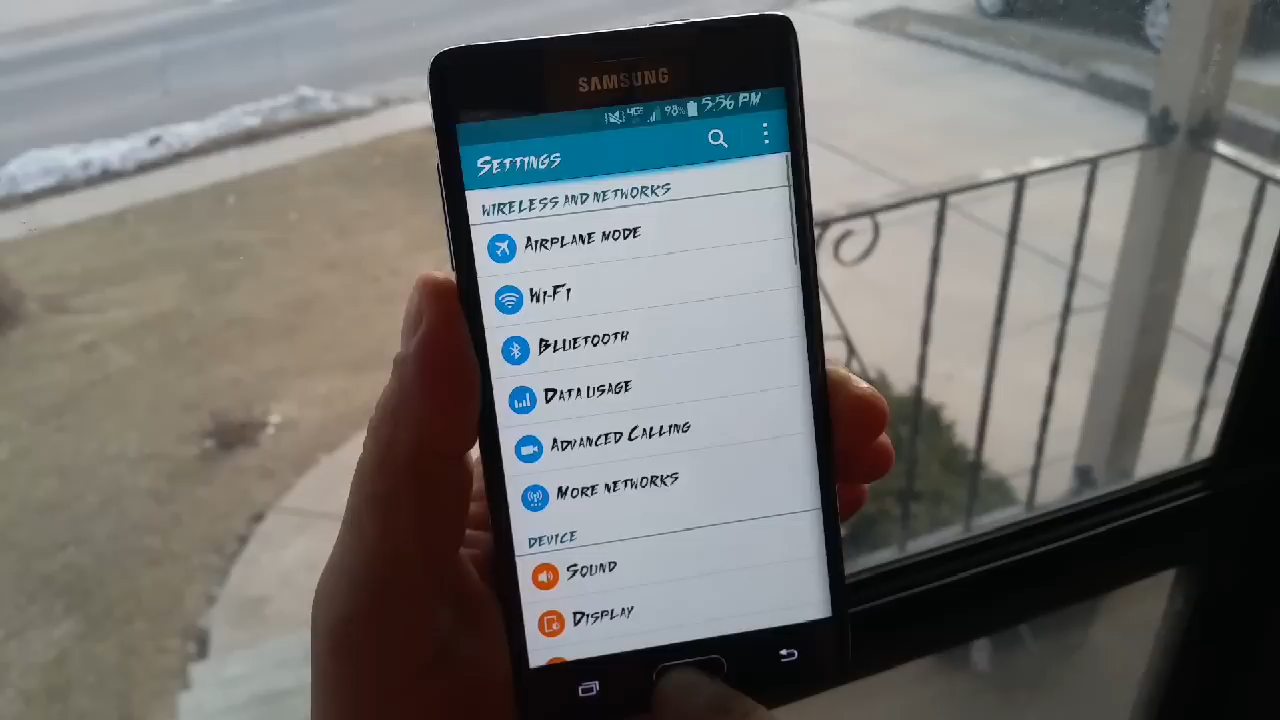 SAMSUNG
4G 98% 5:56 PM
Settings
WIRELESS AND NETWORKS
Airplane mode
Wi-Fi
Bluetooth
Data usage
Advanced Calling
More networks
DEVICE
Sound
Display